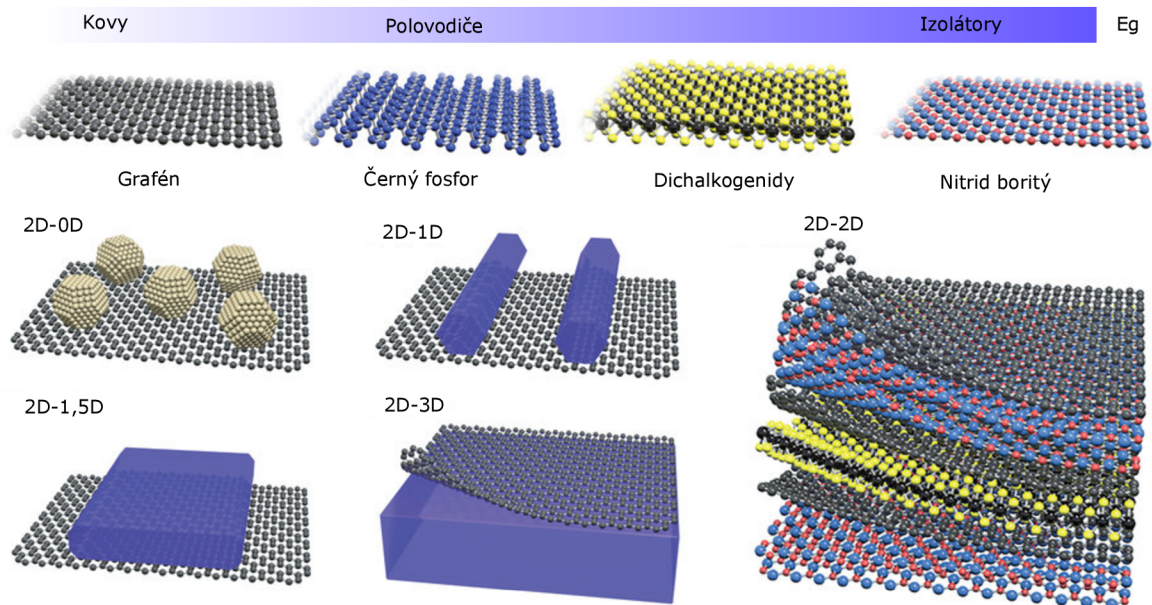 Kovy
Polovodiče
Izolátory
Eg
Grafén
Černý fosfor
Dichalkogenidy
Nitrid boritý
2D-0D
2D-1D
2D-2D
2D-1,5D
2D-3D